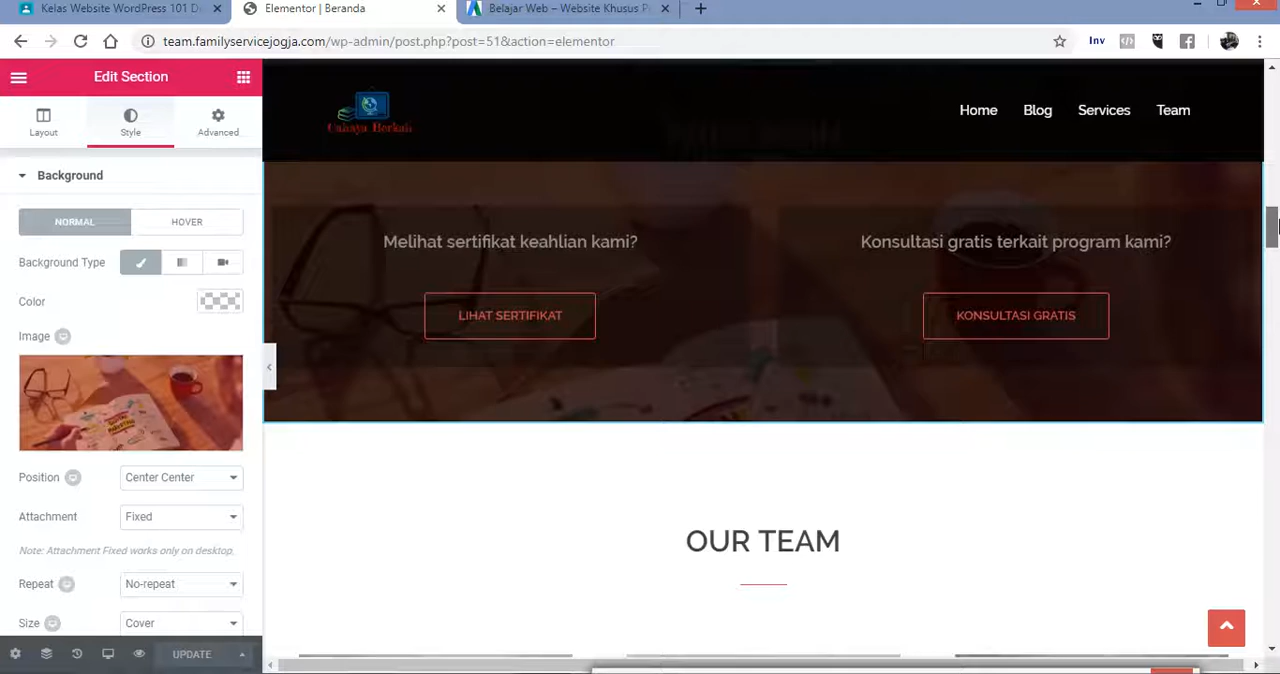 Kelas Website WordPress 101 D
Elementor | Beranda
Belajar Web – Website Khusus P
team.familyservicejogja.com/wp-admin/post.php?post=51&action=elementor
Inv
Edit Section
Layout
Style
Advanced
Background
NORMAL
HOVER
Background Type
Color
Image
Position
Center Center
Attachment
Fixed
Note: Attachment Fixed works only on desktop.
Repeat
No-repeat
Size
Cover
UPDATE
Cahaya Berkah
Home
Blog
Services
Team
Melihat sertifikat keahlian kami?
Konsultasi gratis terkait program kami?
LIHAT SERTIFIKAT
KONSULTASI GRATIS
OUR TEAM